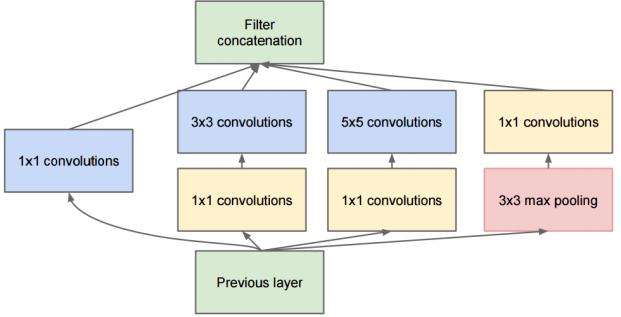 Filter
concatenation
3x3 convolutions
5x5 convolutions
1x1 convolutions
1x1 convolutions
1x1 convolutions
1x1 convolutions
3x3 max pooling
Previous layer